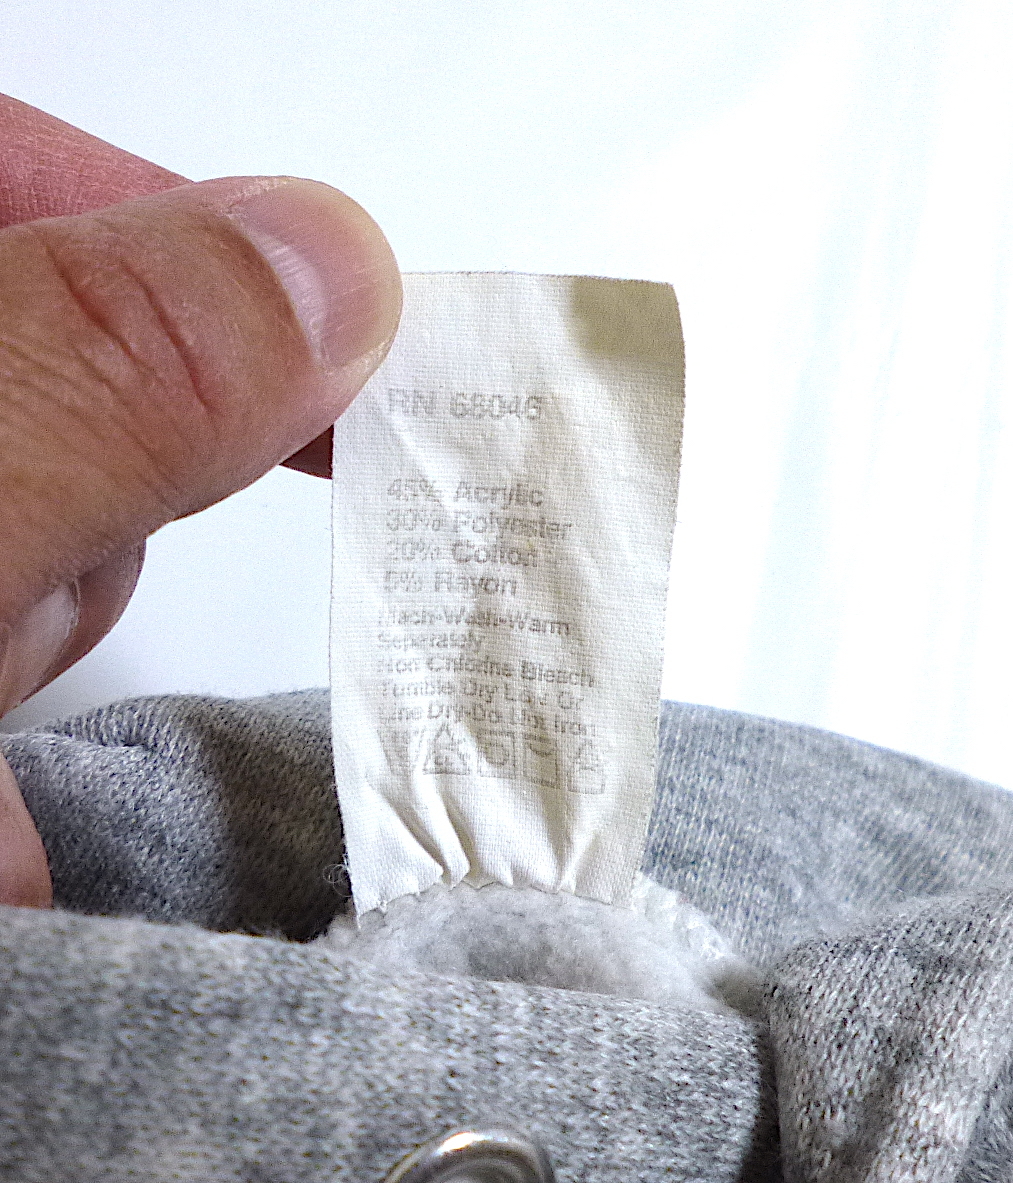 RN 68046
45% Acrylic
30% Polyester
20% Cotton
5% Rayon
Mach-Wash-Warm
Seperately
Non Chlorine Bleach
Tumble Dry Low Or
Line Dry-Do Not Iron